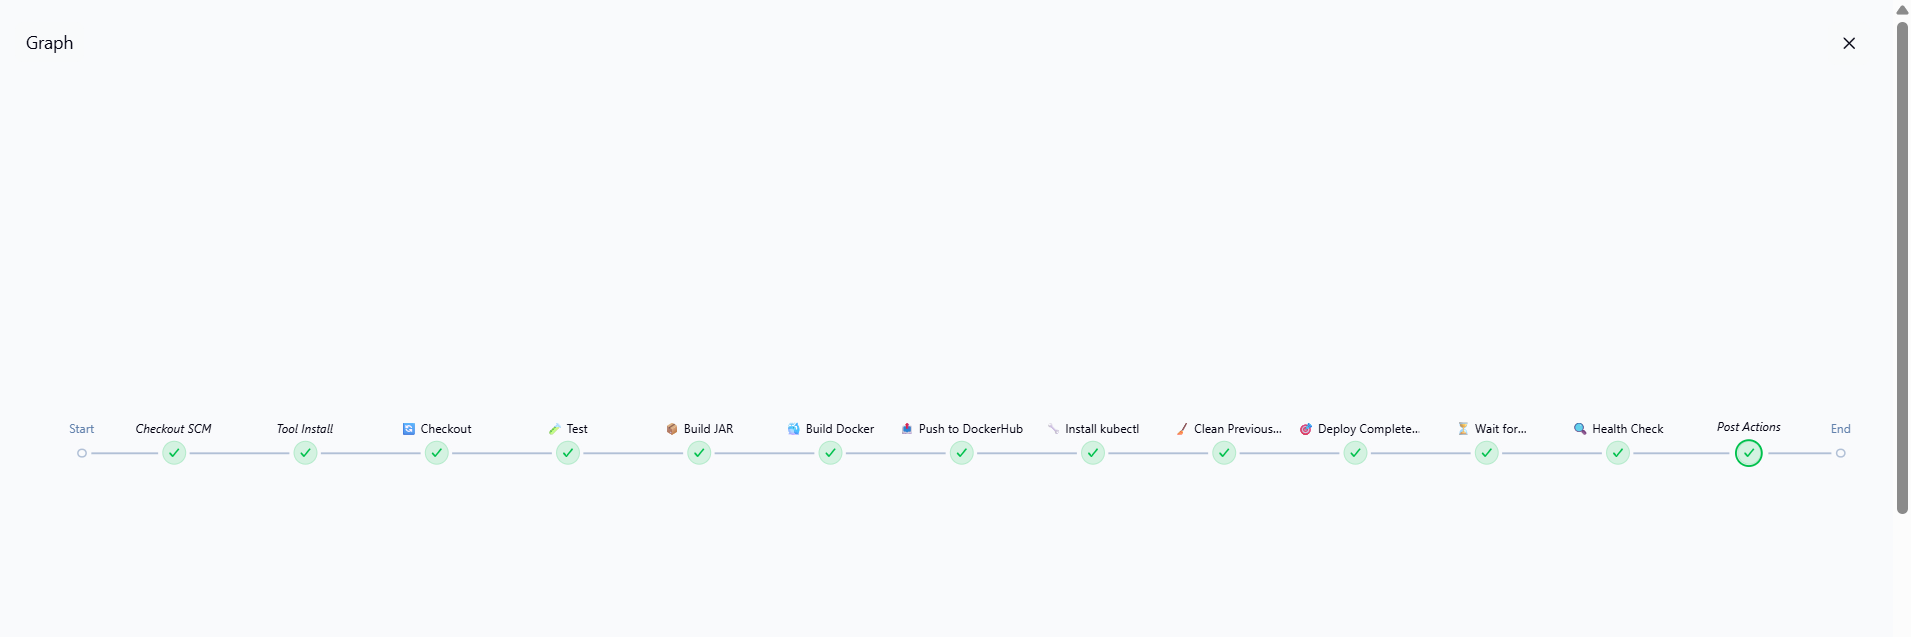 Graph
Start
Checkout SCM
Tool Install
Checkout
Test
Build JAR
Build Docker
Push to DockerHub
Install kubectl
Clean Previous...
Deploy Complete...
Wait for...
Health Check
Post Actions
End